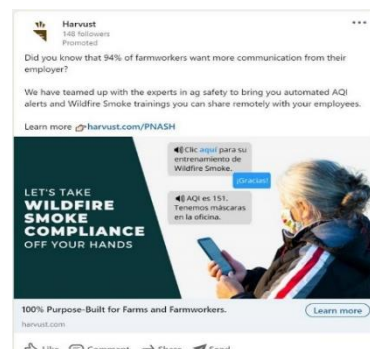 Harvust
148 followers
Promoted
Did you know that 94% of farmworkers want more communication from their
employer?
We have teamed up with the experts in ag safety to bring you automated AQI
alerts and Wildfire Smoke trainings you can share remotely with your employees.
Learn more 👉harvust.com/PNASH
LET'S TAKE
WILDFIRE
SMOKE
COMPLIANCE
OFF YOUR HANDS
Clic aquí para su
entrenamiento de
Wildfire Smoke.
¡Gracias!
AQI es 151.
Tenemos máscaras
en la oficina.
100% Purpose-Built for Farms and Farmworkers.
Learn more
harvust.com
Like Comment Share Send